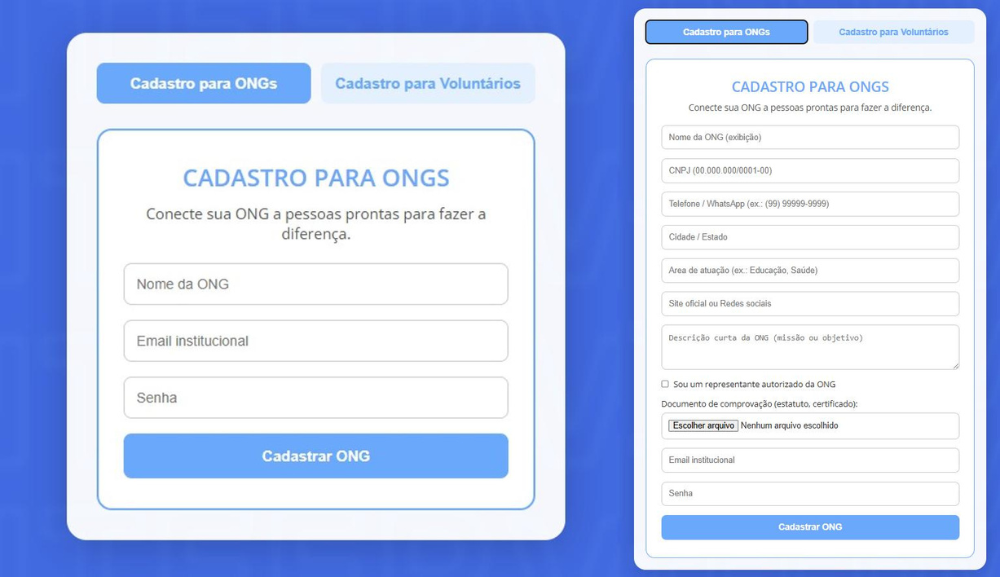 Cadastro para ONGs
Cadastro para Voluntários
CADASTRO PARA ONGS
Conecte sua ONG a pessoas prontas para fazer a
diferença.
Nome da ONG
Email institucional
Senha
Cadastrar ONG
Cadastro para ONGs
Cadastro para Voluntários
CADASTRO PARA ONGS
Conecte sua ONG a pessoas prontas para fazer a diferença.
Nome da ONG (exibição)
CNPJ (00.000.000/0001-00)
Telefone / WhatsApp (ex.: (99) 99999-9999)
Cidade / Estado
Area de atuação (ex.: Educação, Saúde)
Site oficial ou Redes sociais
Descrição curta da ONG (missão ou objetivo)
Sou um representante autorizado da ONG
Documento de comprovação (estatuto, certificado):
Escolher arquivo Nenhum arquivo escolhido
Email institucional
Senha
Cadastrar ONG